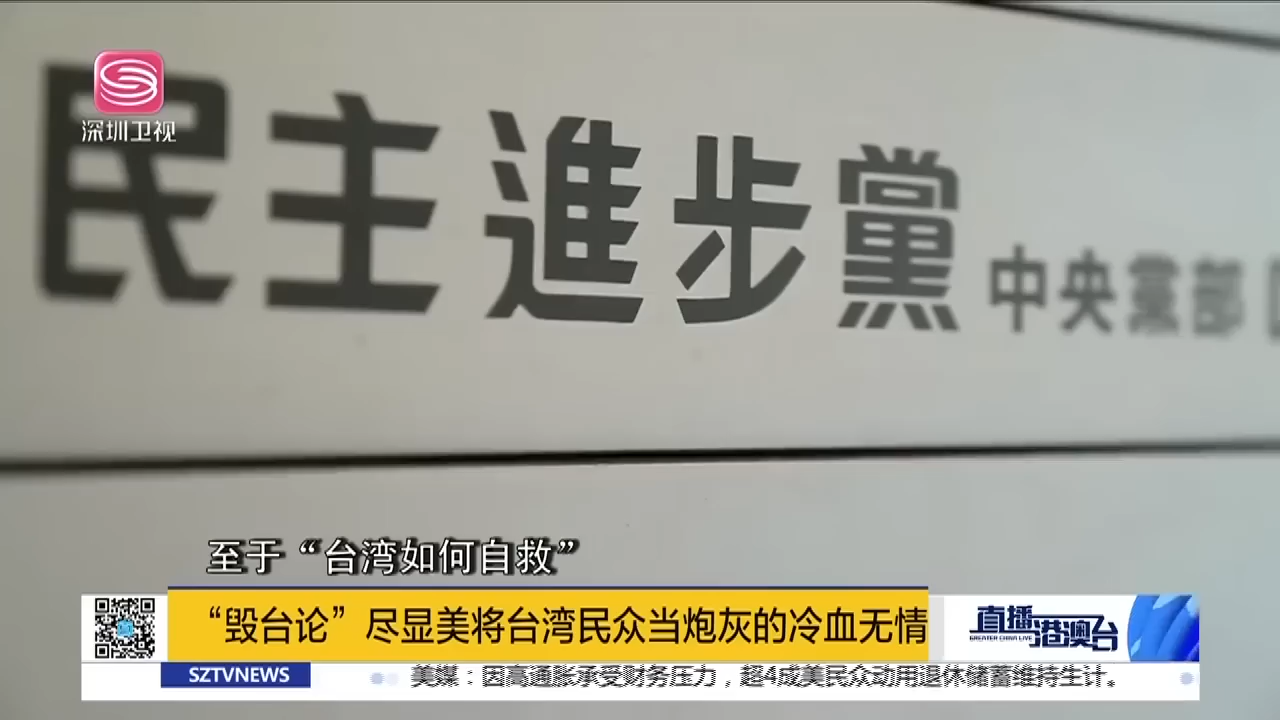 民主進步黨 中央黨部
深圳卫视
至于“台湾如何自救”
“毁台论”尽显美将台湾民众当炮灰的冷血无情
直播港澳台
GREATER CHINA LIVE
SZTVNEWS
美媒：因高通胀承受财务压力，超4成美民众动用退休储蓄维持生计。